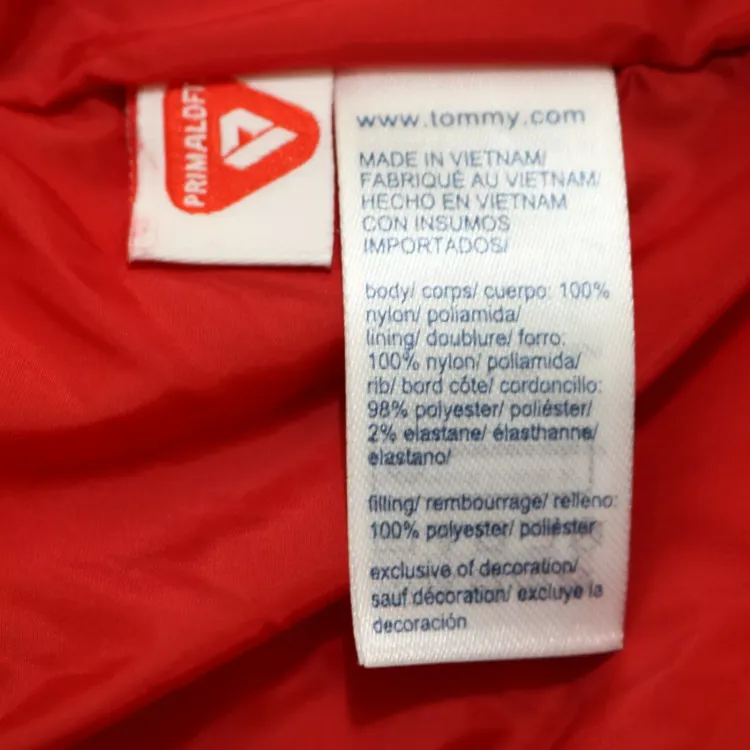 PRIMALOFT
www.tommy.com
MADE IN VIETNAM/
FABRIQUÉ AU VIETNAM/
HECHO EN VIETNAM
CON INSUMOS
IMPORTADOS/
body/ corps/ cuerpo: 100%
nylon/ poliamida/
lining/ doublure/ forro:
100% nylon/ poliamida/
rib/ bord côte/ cordoncillo:
98% polyester/ poliéster/
2% elastane/ élasthanne/
elastano/
filling/ rembourrage/ relleno:
100% polyester/ poliéster
exclusive of decoration/
sauf décoration/ excluye la
decoración